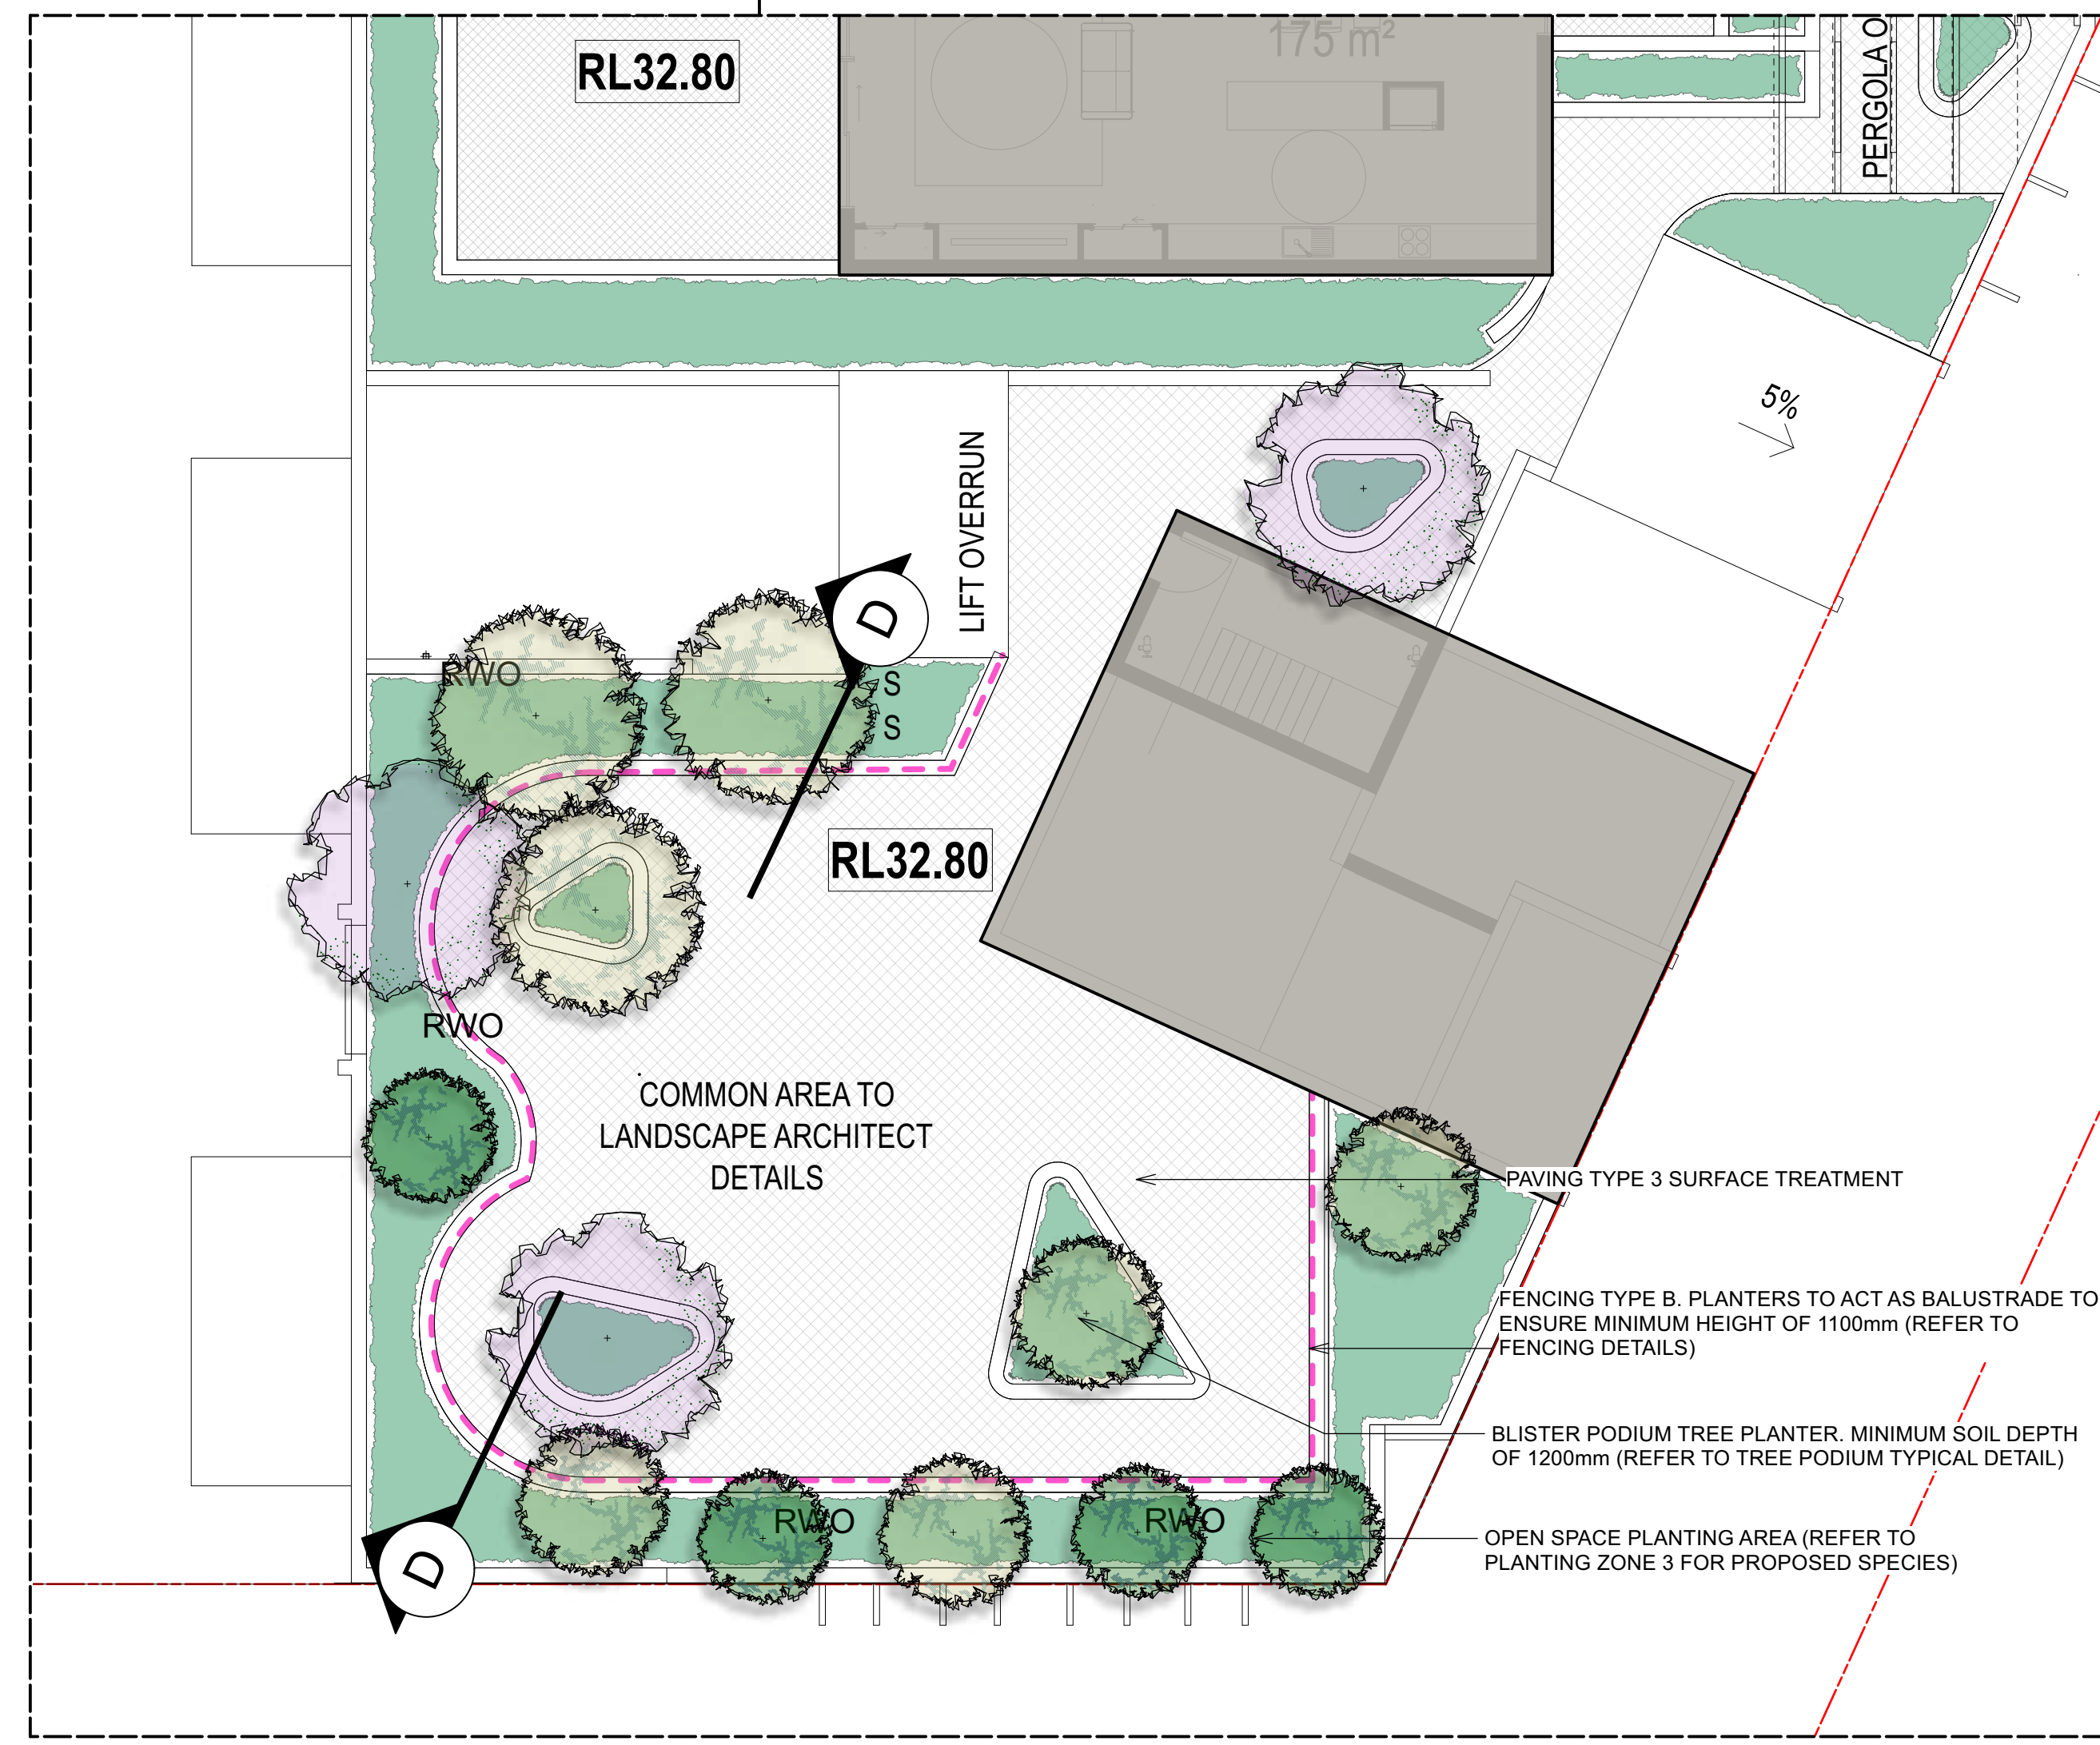 175 m²
RL32.80
PERGOLA O
5%
LIFT OVERRUN
D
RWO
S
S
RL32.80
RWO
COMMON AREA TO
LANDSCAPE ARCHITECT
DETAILS
PAVING TYPE 3 SURFACE TREATMENT
FENCING TYPE B. PLANTERS TO ACT AS BALUSTRADE TO
ENSURE MINIMUM HEIGHT OF 1100mm (REFER TO
FENCING DETAILS)
BLISTER PODIUM TREE PLANTER. MINIMUM SOIL DEPTH
OF 1200mm (REFER TO TREE PODIUM TYPICAL DETAIL)
RWO
RWO
OPEN SPACE PLANTING AREA (REFER TO
PLANTING ZONE 3 FOR PROPOSED SPECIES)
D